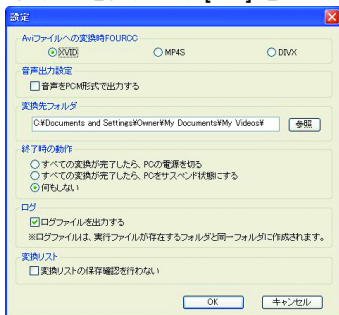 設定
Aviファイルへの変換時FOURCC
XVID
MP4S
DIVX
音声出力設定
音声をPCM形式で出力する
変換先フォルダ
C:¥Documents and Settings¥Owner¥My Documents¥My Videos¥
参照
終了時の動作
すべての変換が完了したら、PCの電源を切る
すべての変換が完了したら、PCをサスペンド状態にする
何もしない
ログ
ログファイルを出力する
※ログファイルは、実行ファイルが存在するフォルダと同一フォルダに作成されます。
変換リスト
変換リストの保存確認を行わない
OK
キャンセル